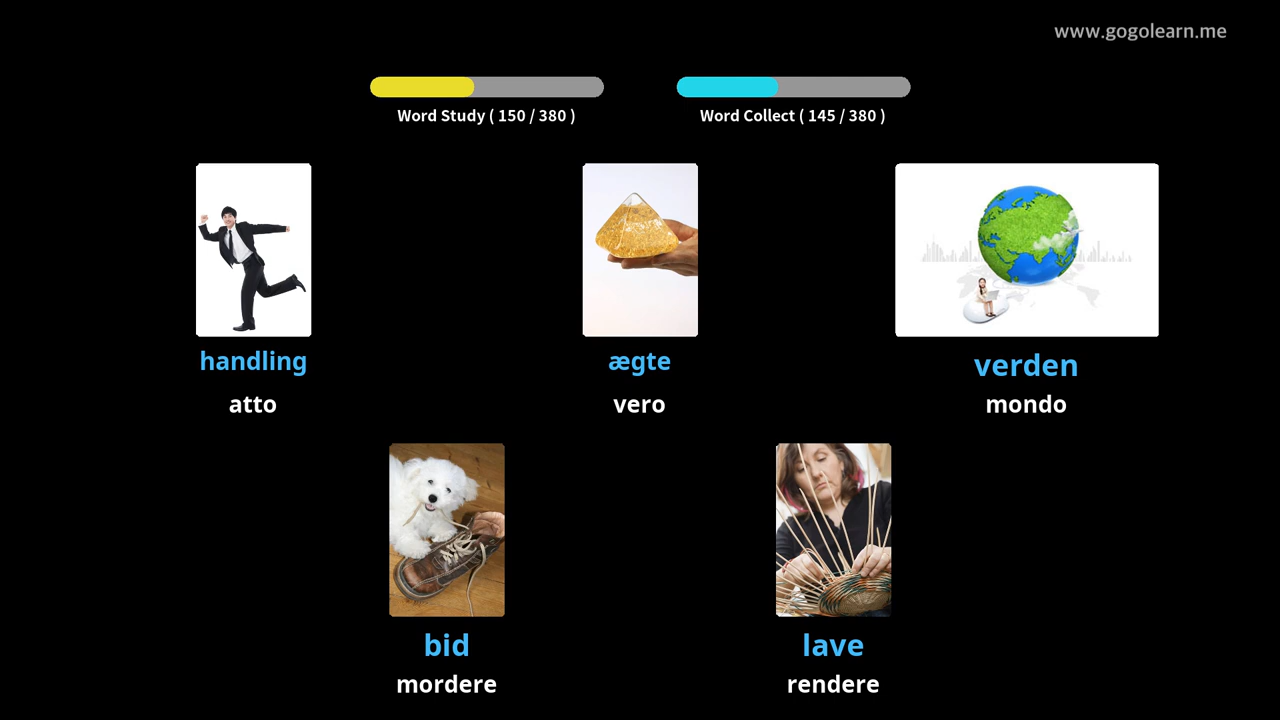 www.gogolearn.me
Word Study ( 150 / 380 )
Word Collect ( 145 / 380 )
handling
atto
ægte
vero
verden
mondo
bid
mordere
lave
rendere